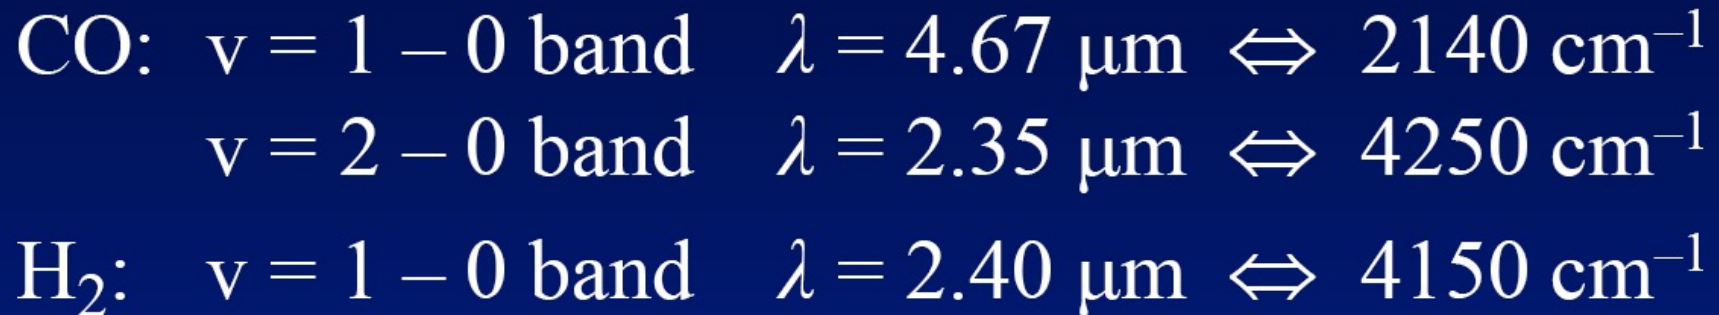 CO: v = 1 – 0 band λ = 4.67 μm ⇔ 2140 cm⁻¹
v = 2 – 0 band λ = 2.35 μm ⇔ 4250 cm⁻¹
H₂: v = 1 – 0 band λ = 2.40 μm ⇔ 4150 cm⁻¹